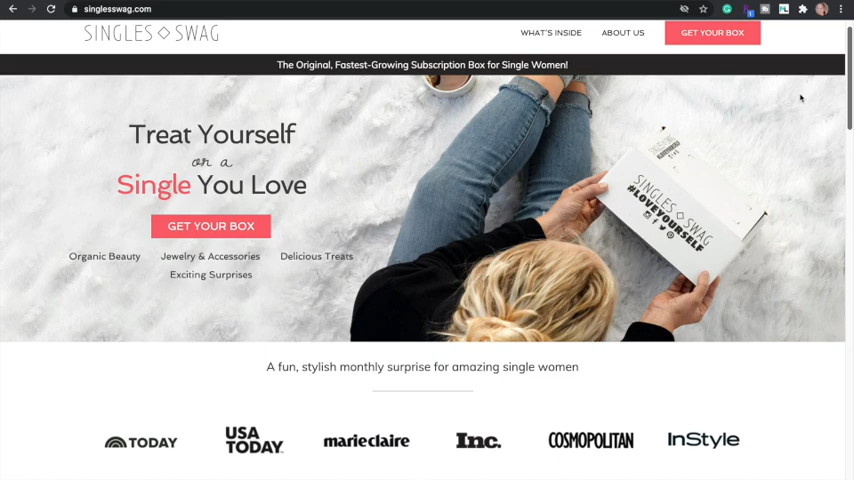 singlesswag.com
SINGLES SWAG
WHAT'S INSIDE
ABOUT US
GET YOUR BOX
The Original, Fastest-Growing Subscription Box for Single Women!
Treat Yourself
or a
Single You Love
GET YOUR BOX
Organic Beauty
Jewelry & Accessories
Delicious Treats
Exciting Surprises
SINGLES SWAG
#LOVEYOURSELF
A fun, stylish monthly surprise for amazing single women
TODAY
USA TODAY
marie claire
Inc.
COSMOPOLITAN
InStyle